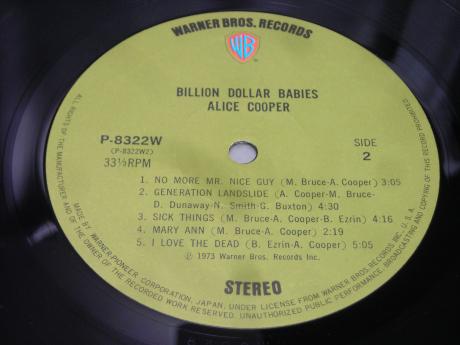 WARNER BROS. RECORDS
WB
BILLION DOLLAR BABIES
ALICE COOPER
P-8322W
(P-8322W2)
33⅓RPM
SIDE
2
1. NO MORE MR. NICE GUY (M. Bruce-A. Cooper) 3:05
2. GENERATION LANDSLIDE (A. Cooper-M. Bruce-
D. Dunaway-N. Smith-G. Buxton) 4:30
3. SICK THINGS (M. Bruce-A. Cooper-B. Ezrin) 4:16
4. MARY ANN (M. Bruce-A. Cooper) 2:19
5. I LOVE THE DEAD (B. Ezrin-A. Cooper) 5:05
Ⓟ 1973 Warner Bros. Records Inc.
STEREO
MADE BY WARNER-PIONEER CORPORATION, JAPAN, UNDER LICENSE FROM WARNER BROS. RECORDS INC., U.S.A.
ALL RIGHTS OF THE MANUFACTURER AND OF THE OWNER OF THE RECORDED WORK RESERVED. UNAUTHORIZED PUBLIC PERFORMANCE, BROADCASTING AND COPYING OF THIS RECORD PROHIBITED